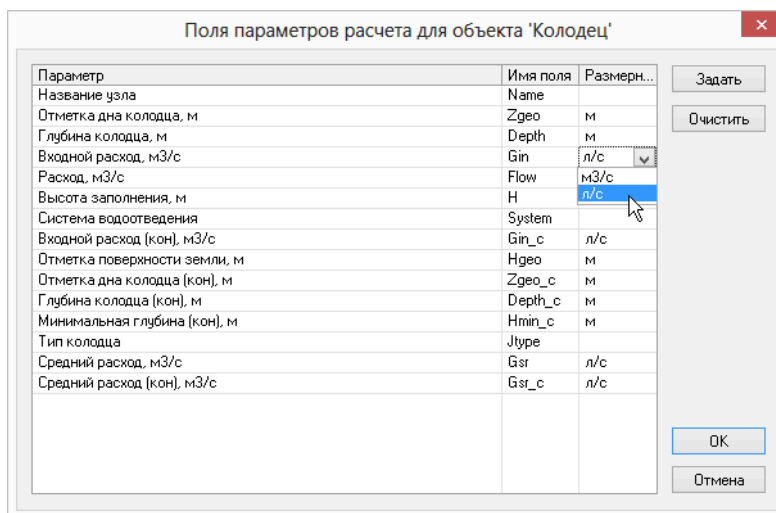 Поля параметров расчета для объекта 'Колодец'
Параметр Имя поля Размерн...
Задать
Название узла Name
Отметка дна колодца, м Zgeo м
Очистить
Глубина колодца, м Depth м
Входной расход, м3/с Gin л/с
Расход, м3/с Flow м3/с
Высота заполнения, м H л/с
Система водоотведения System
Входной расход (кон), м3/с Gin_c л/с
Отметка поверхности земли, м Hgeo м
Отметка дна колодца (кон), м Zgeo_c м
Глубина колодца (кон), м Depth_c м
Минимальная глубина (кон), м Hmin_c м
Тип колодца Jtype
Средний расход, м3/с Gsr л/с
Средний расход (кон), м3/с Gsr_c л/с
OK
Отмена